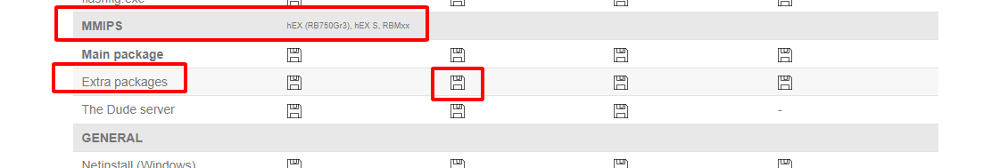 flashfig.exe
MMIPS hEX (RB750Gr3), hEX S, RBMxx
Main package
Extra packages
The Dude server -
GENERAL
Netinstall (Windows)